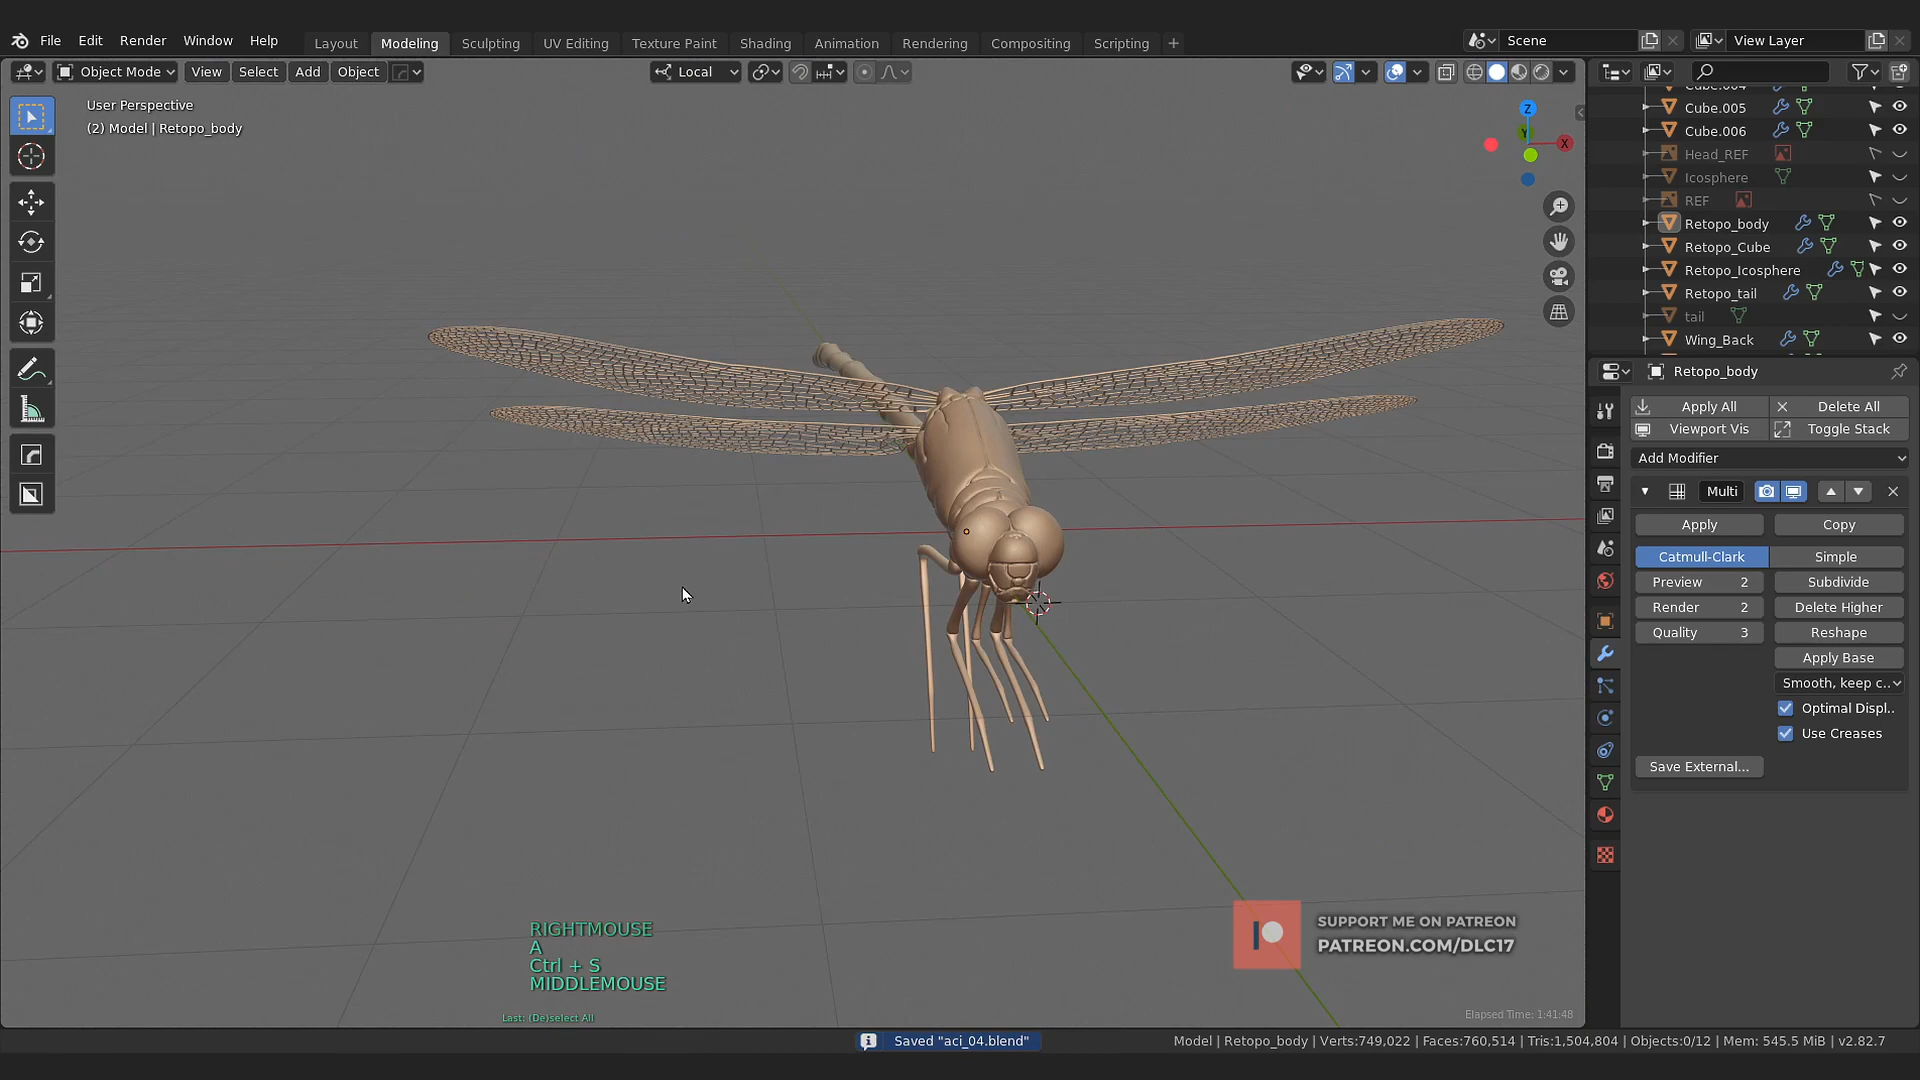 File Edit Render Window Help Layout Modeling Sculpting UV Editing Texture Paint Shading Animation Rendering Compositing Scripting + Scene View Layer
Object Mode View Select Add Object Local
User Perspective
(2) Model | Retopo_body
Z
Y
X
Cube.005
Cube.006
Head_REF
Icosphere
REF
Retopo_body
Retopo_Cube
Retopo_Icosphere
Retopo_tail
tail
Wing_Back
Retopo_body
Apply All Delete All
Viewport Vis Toggle Stack
Add Modifier
Multi
Apply Copy
Catmull-Clark Simple
Preview 2 Subdivide
Render 2 Delete Higher
Quality 3 Reshape
Apply Base
Smooth, keep c..
Optimal Displ..
Use Creases
Save External...
RIGHTMOUSE
A
Ctrl + S
MIDDLEMOUSE
Last: (De)select All
SUPPORT ME ON PATREON
PATREON.COM/DLC17
Elapsed Time: 1:41:48
Saved "aci_04.blend"
Model | Retopo_body | Verts:749,022 | Faces:760,514 | Tris:1,504,804 | Objects:0/12 | Mem: 545.5 MiB | v2.82.7